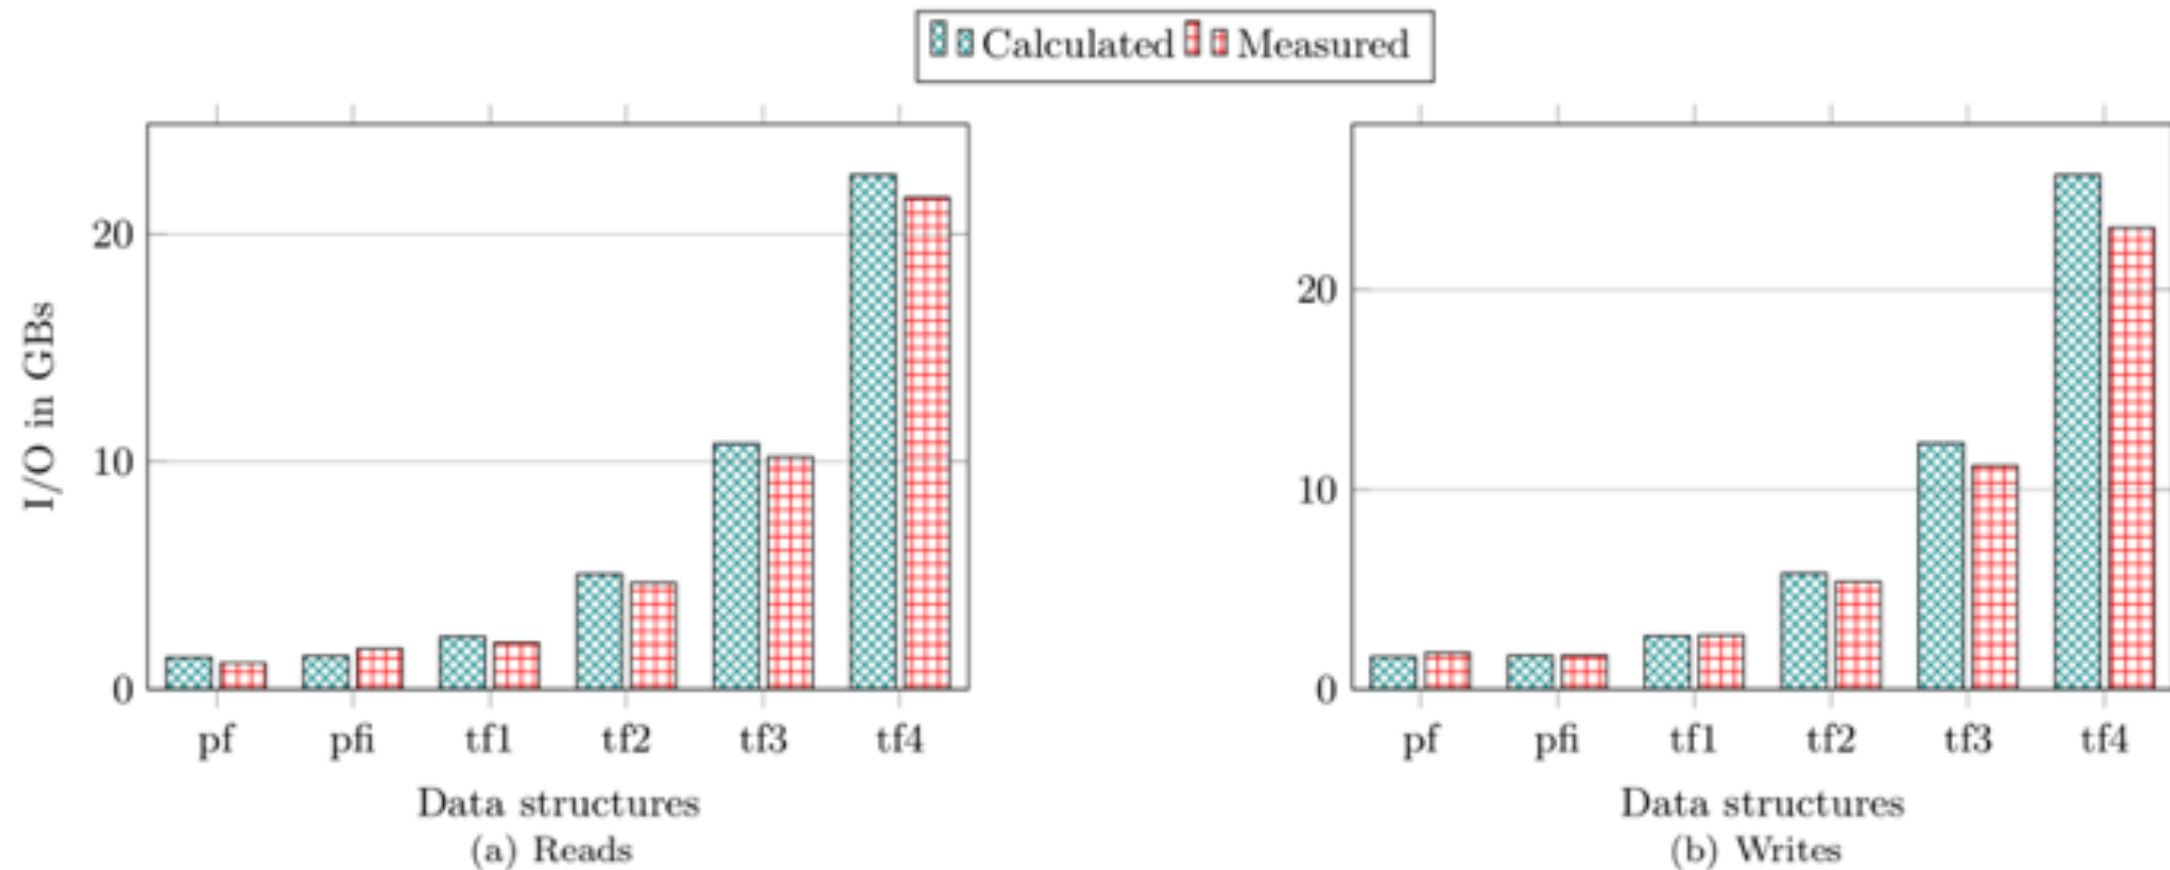 Calculated Measured
I/O in GBs
20
10
0
pf pfi tf1 tf2 tf3 tf4
Data structures
(a) Reads
20
10
0
pf pfi tf1 tf2 tf3 tf4
Data structures
(b) Writes